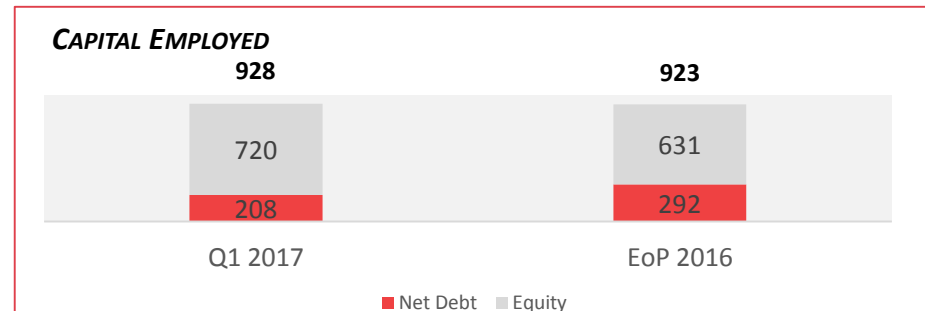 CAPITAL EMPLOYED
928 923
720 631
208 292
Q1 2017 EoP 2016
Net Debt Equity